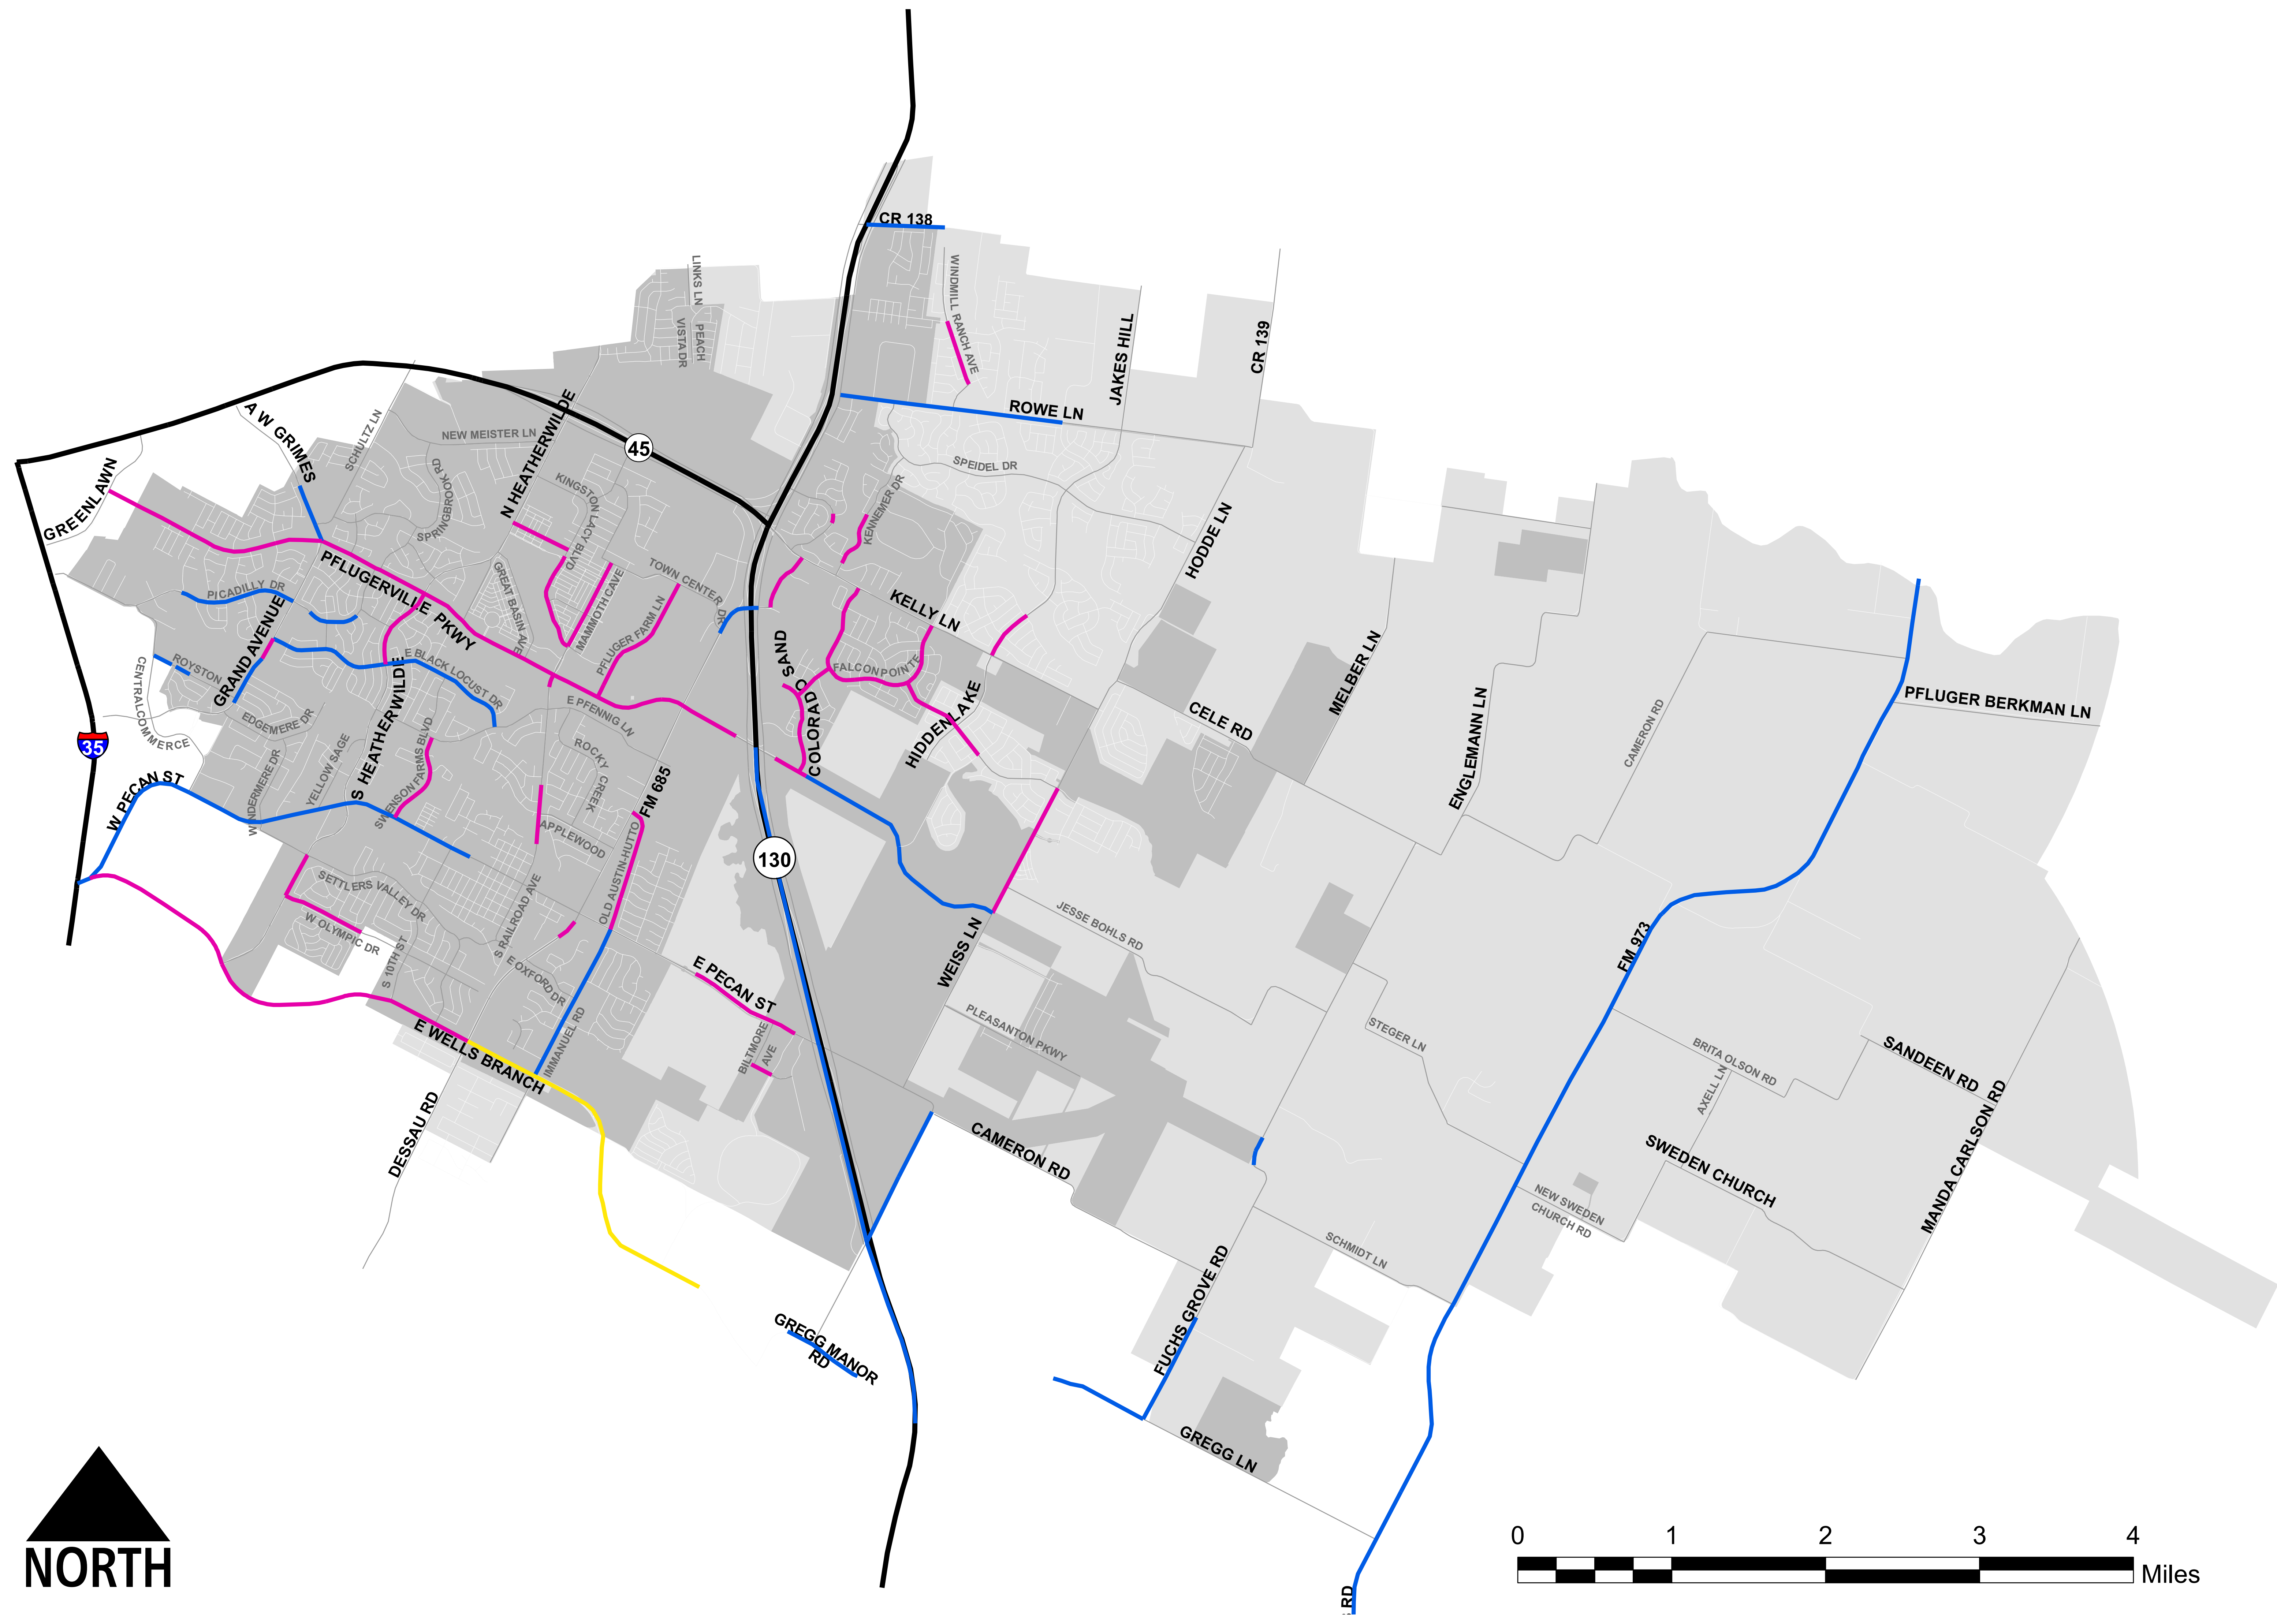 CR 138
LINKS LN
WINDMILL RANCH AVE
PEACH
VISTA DR
JAKES HILL
CR 139
ROWE LN
A W GRIMES
SCHULTZ LN
NEW MEISTER LN
N HEATHERWILDE
45
GREENLAWN
SPRINGBROOK RD
KINGSTON LACY BLVD
SPEIDEL DR
KENNEMER DR
HODDE LN
PFLUGERVILLE PKWY
PICADILLY DR
GREAT BASIN AVE
MAMMOTH CAVE
TOWN CENTER DR
PFLUGER FARM LN
KELLY LN
GRAND AVENUE
ROYSTON
CENTRALCOMMERCE
E BLACK LOCUST DR
COLORADO SAND
FALCON POINTE
HIDDENLAKE
MELBER LN
CELE RD
ENGLEMANN LN
CAMERON RD
PFLUGER BERKMAN LN
EDGEMERE DR
E PFENNIG LN
35
W PECAN ST
WINDERMERE DR
YELLOW SAGE
S HEATHERWILDE
SWENSON FARMS BLVD
ROCKY
CREEK
FM 685
APPLEWOOD
130
OLD AUSTIN-HUTTO
SETTLERS VALLEY DR
W OLYMPIC DR
S RAILROAD AVE
S 10TH ST
E OXFORD DR
E PECAN ST
WEISS LN
JESSE BOHLS RD
FM 973
IMMANUEL RD
BILTMORE
AVE
PLEASANTON PKWY
STEGER LN
BRITA OLSON RD
AXELL LN
SANDEEN RD
E WELLS BRANCH
DESSAU RD
CAMERON RD
SWEDEN CHURCH
MANDA CARLSON RD
NEW SWEDEN
CHURCH RD
SCHMIDT LN
FUCHS GROVE RD
GREGG MANOR
RD
GREGG LN
NORTH
0 1 2 3 4
Miles
RD